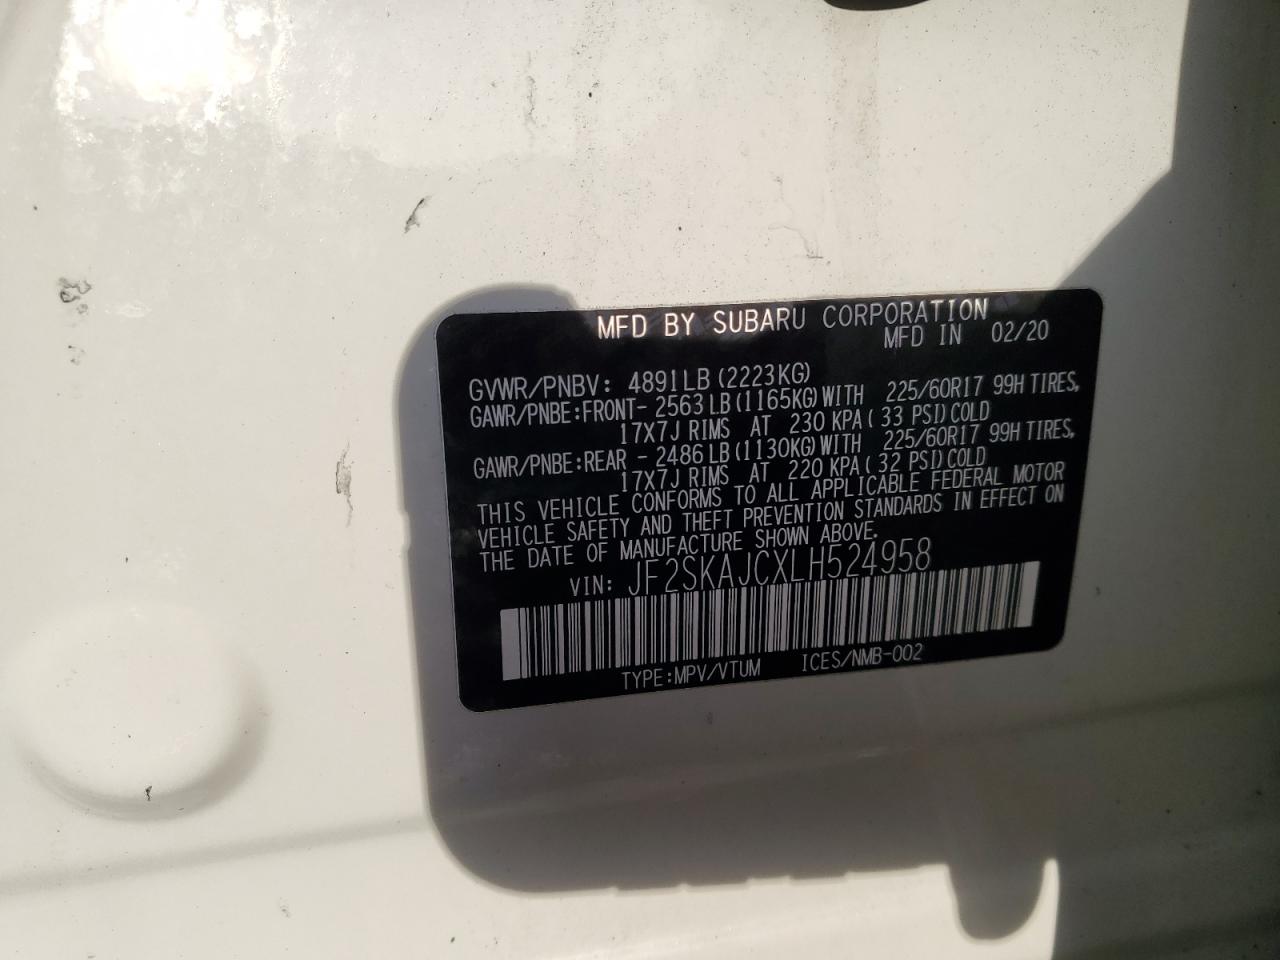 MFD BY SUBARU CORPORATION
MFD IN 02/20
GVWR/PNBV: 4891LB(2223KG)
GAWR/PNBE:FRONT- 2563LB(1165KG)WITH 225/60R17 99H TIRES,
17X7J RIMS AT 230 KPA( 33 PSI)COLD
GAWR/PNBE:REAR - 2486LB(1130KG)WITH 225/60R17 99H TIRES,
17X7J RIMS AT 220 KPA( 32 PSI)COLD
THIS VEHICLE CONFORMS TO ALL APPLICABLE FEDERAL MOTOR
VEHICLE SAFETY AND THEFT PREVENTION STANDARDS IN EFFECT ON
THE DATE OF MANUFACTURE SHOWN ABOVE.
VIN: JF2SKAJCXLH524958
TYPE:MPV/VTUM ICES/NMB-002